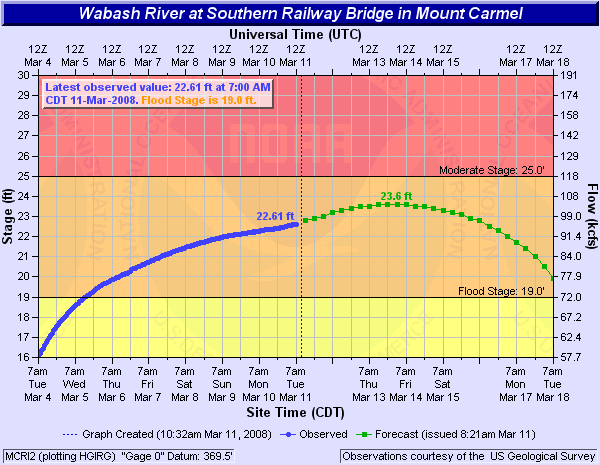 Wabash River at Southern Railway Bridge in Mount Carmel
Universal Time (UTC)
12Z 12Z 12Z 12Z 12Z 12Z 12Z 12Z 12Z 12Z 12Z 12Z 12Z
Mar 4 Mar 5 Mar 6 Mar 7 Mar 8 Mar 9 Mar 10 Mar 11 Mar 13 Mar 14 Mar 15 Mar 17 Mar 18
Latest observed value: 22.61 ft at 7:00 AM
CDT 11-Mar-2008. Flood Stage is 19.0 ft.
NOAA
Moderate Stage: 25.0'
22.61 ft
23.6 ft
Flood Stage: 19.0'
Stage (ft)
30
29
28
27
26
25
24
23
22
21
20
19
18
17
16
Flow (kcfs)
191
174
158
142
127
118
108
99.0
91.4
84.0
77.9
72.0
67.2
62.4
57.7
7am 7am 7am 7am 7am 7am 7am 7am 7am 7am 7am 7am 7am
Tue Wed Thu Fri Sat Sun Mon Tue Thu Fri Sat Mon Tue
Mar 4 Mar 5 Mar 6 Mar 7 Mar 8 Mar 9 Mar 10 Mar 11 Mar 13 Mar 14 Mar 15 Mar 17 Mar 18
Site Time (CDT)
Graph Created (10:32am Mar 11, 2008) Observed Forecast (issued 8:21am Mar 11)
MCRI2 (plotting HGIRG) "Gage 0" Datum: 369.5' Observations courtesy of the US Geological Survey